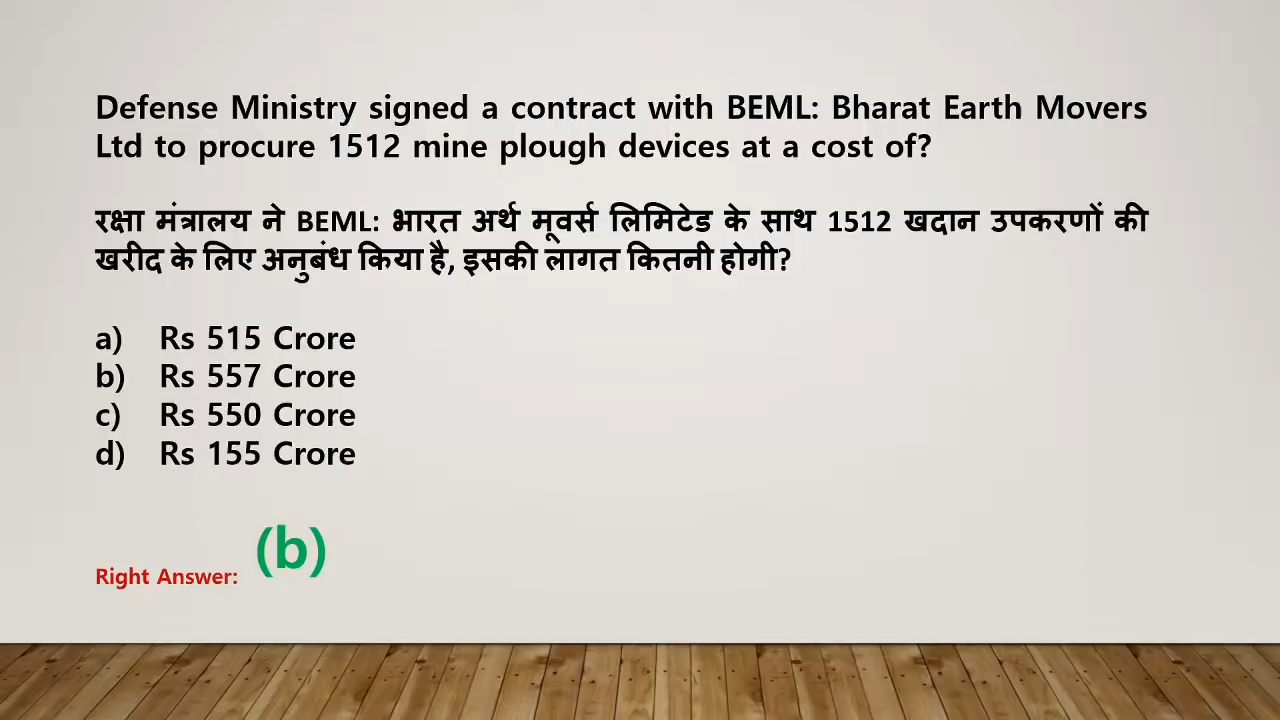 Defense Ministry signed a contract with BEML: Bharat Earth Movers
Ltd to procure 1512 mine plough devices at a cost of?
रक्षा मंत्रालय ने BEML: भारत अर्थ मूवर्स लिमिटेड के साथ 1512 खदान उपकरणों की
खरीद के लिए अनुबंध किया है, इसकी लागत कितनी होगी?
a) Rs 515 Crore
b) Rs 557 Crore
c) Rs 550 Crore
d) Rs 155 Crore
Right Answer: (b)